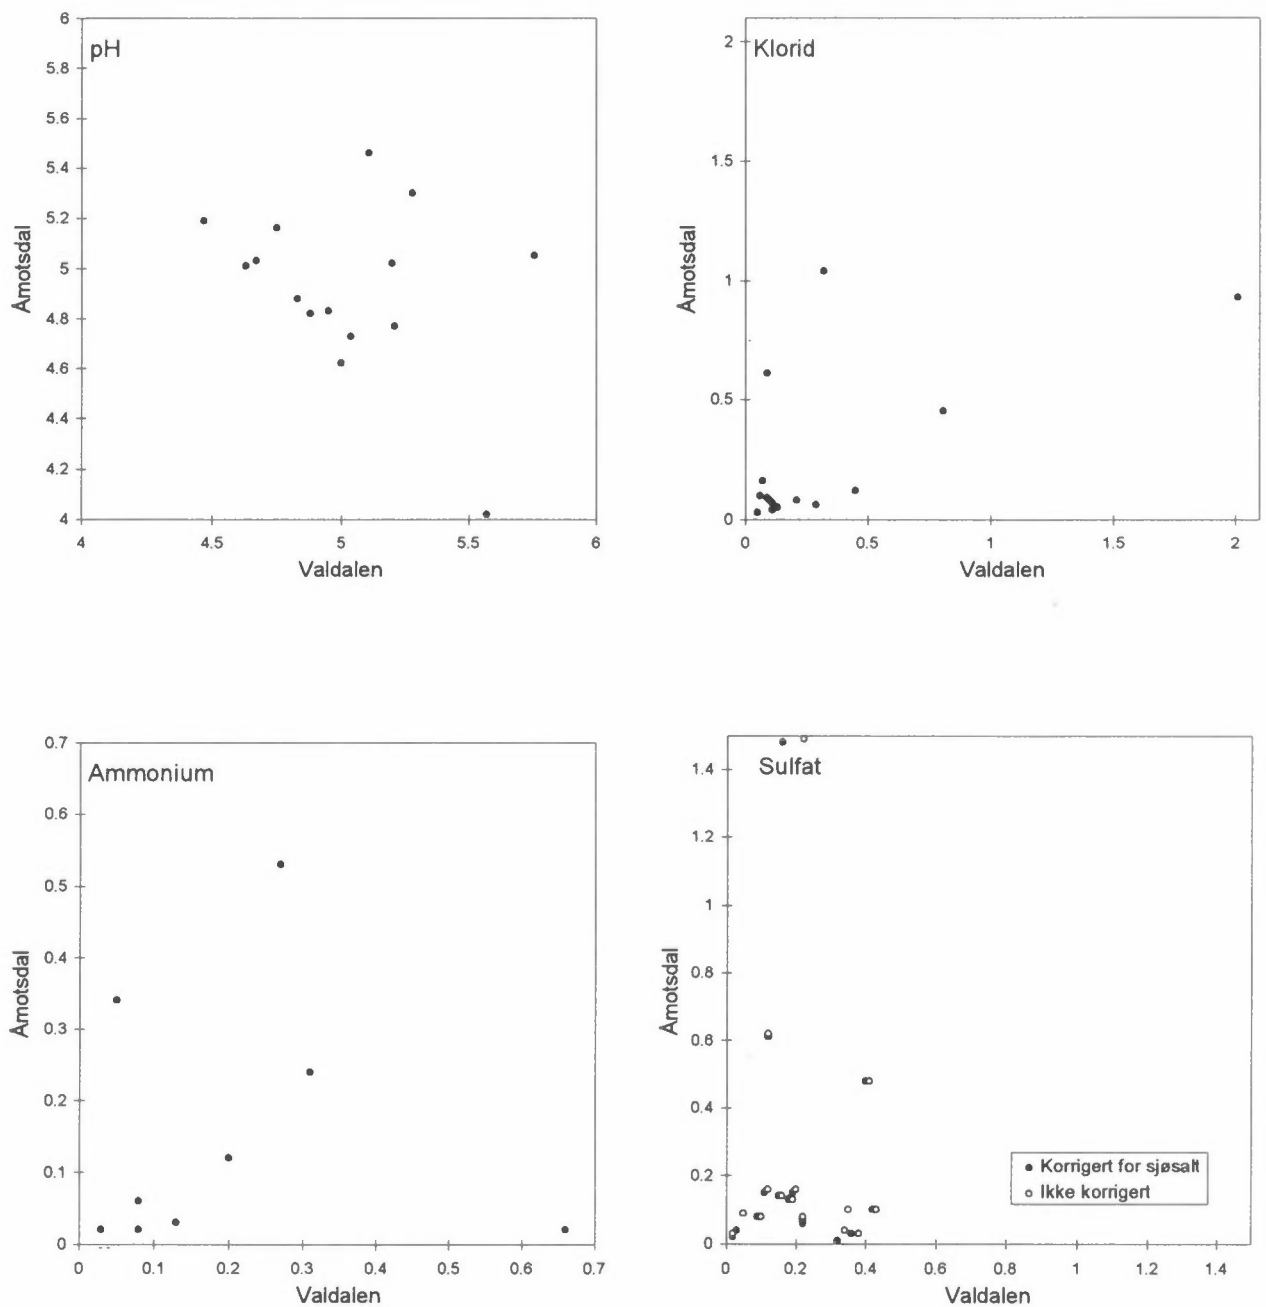 pH
6
5.8
5.6
5.4
5.2
5
4.8
4.6
4.4
4.2
4
Åmotsdal
4 4.5 5 5.5 6
Valdalen
Klorid
2
1.5
1
0.5
0
Åmotsdal
0 0.5 1 1.5 2
Valdalen
Ammonium
0.7
0.6
0.5
0.4
0.3
0.2
0.1
0
Åmotsdal
0 0.1 0.2 0.3 0.4 0.5 0.6 0.7
Valdalen
Sulfat
1.4
1.2
1
0.8
0.6
0.4
0.2
0
Åmotsdal
Korrigert for sjøsalt
Ikke korrigert
0 0.2 0.4 0.6 0.8 1 1.2 1.4
Valdalen